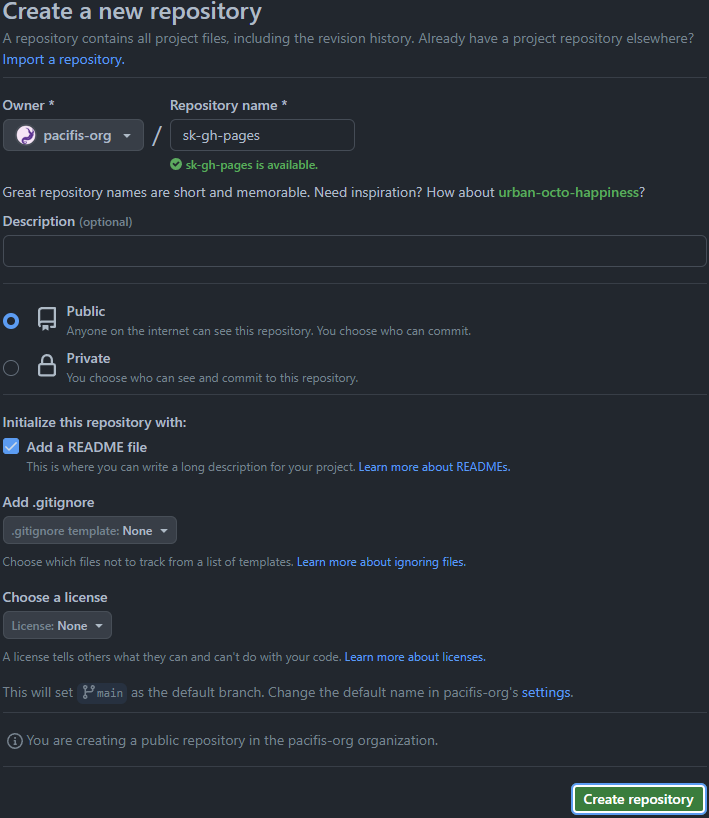 Create a new repository
A repository contains all project files, including the revision history. Already have a project repository elsewhere?
Import a repository.
Owner * Repository name *
pacifis-org / sk-gh-pages
sk-gh-pages is available.
Great repository names are short and memorable. Need inspiration? How about urban-octo-happiness?
Description (optional)
Public
Anyone on the internet can see this repository. You choose who can commit.
Private
You choose who can see and commit to this repository.
Initialize this repository with:
Add a README file
This is where you can write a long description for your project. Learn more about READMEs.
Add .gitignore
.gitignore template: None
Choose which files not to track from a list of templates. Learn more about ignoring files.
Choose a license
License: None
A license tells others what they can and can't do with your code. Learn more about licenses.
This will set main as the default branch. Change the default name in pacifis-org's settings.
You are creating a public repository in the pacifis-org organization.
Create repository